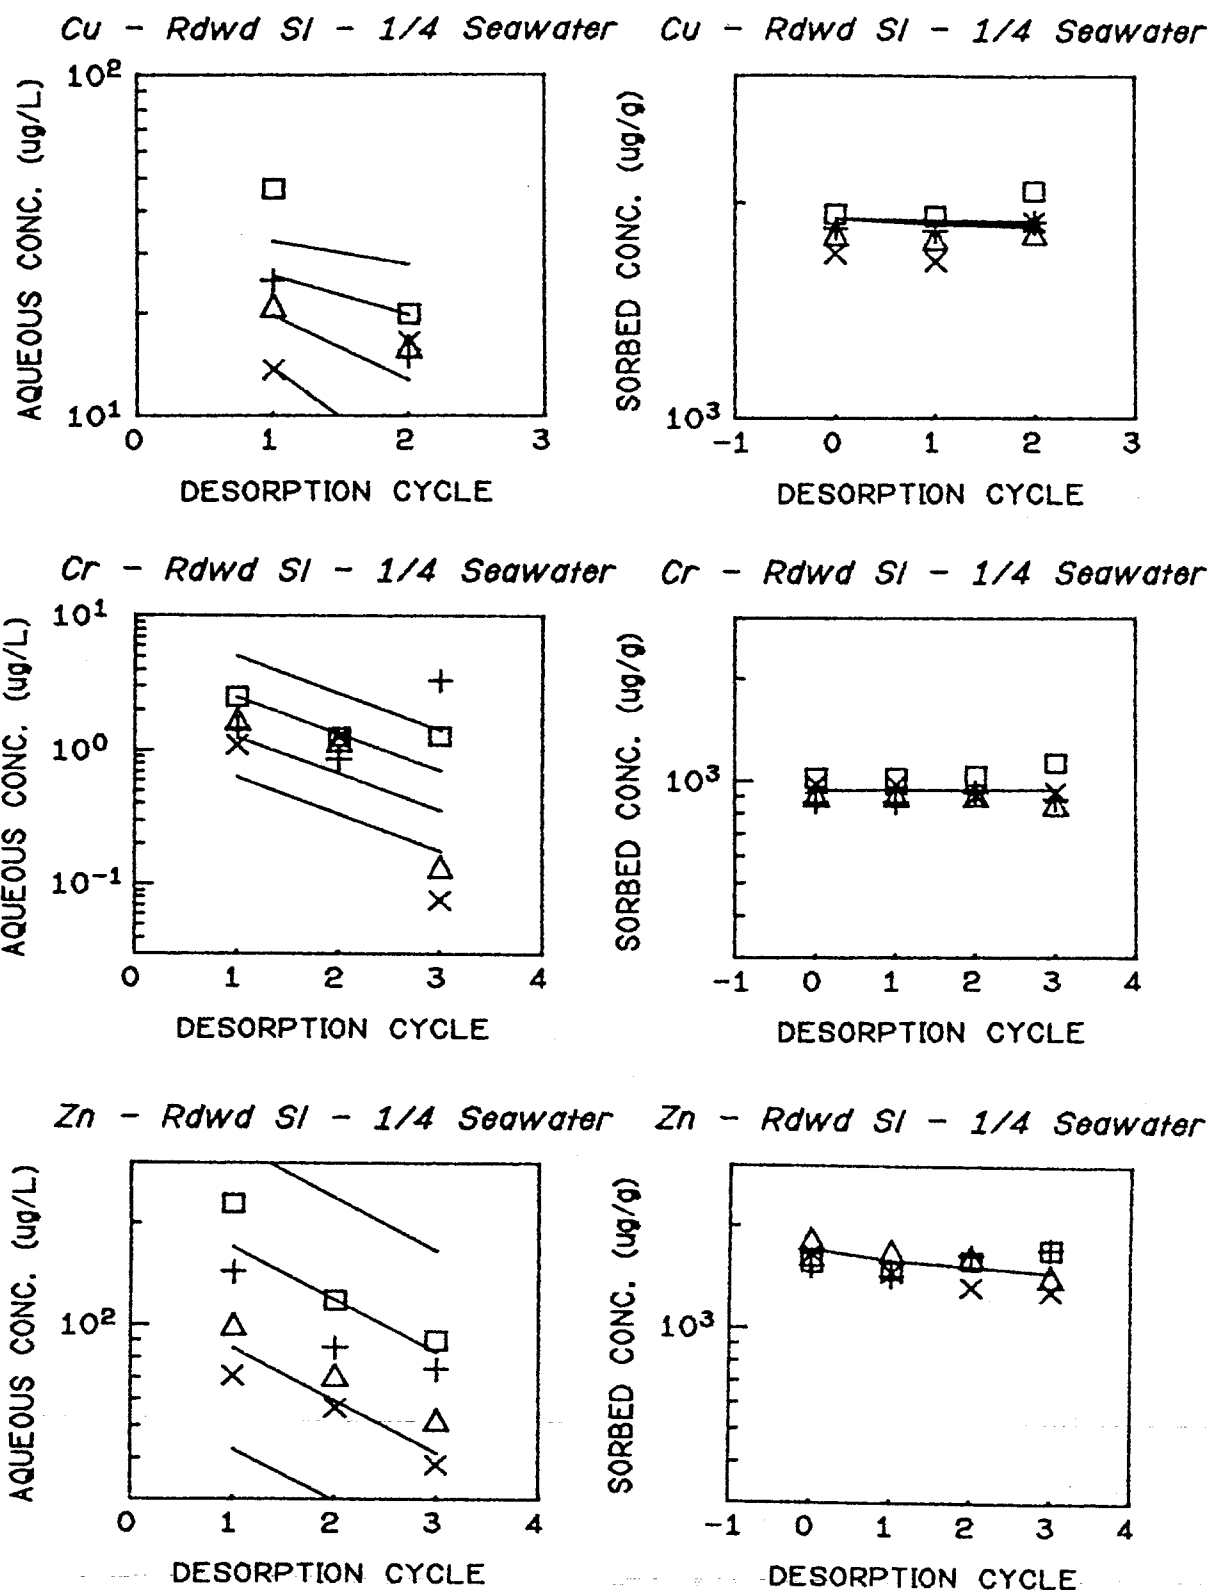 Cu - Rdwd Sl - 1/4 Seawater
AQUEOUS CONC. (ug/L)
10²
10¹
0 1 2 3
DESORPTION CYCLE
Cu - Rdwd Sl - 1/4 Seawater
SORBED CONC. (ug/g)
10³
-1 0 1 2 3
DESORPTION CYCLE
Cr - Rdwd Sl - 1/4 Seawater
AQUEOUS CONC. (ug/L)
10¹
10⁰
10⁻¹
0 1 2 3 4
DESORPTION CYCLE
Cr - Rdwd Sl - 1/4 Seawater
SORBED CONC. (ug/g)
10³
-1 0 1 2 3 4
DESORPTION CYCLE
Zn - Rdwd Sl - 1/4 Seawater
AQUEOUS CONC. (ug/L)
10²
0 1 2 3 4
DESORPTION CYCLE
Zn - Rdwd Sl - 1/4 Seawater
SORBED CONC. (ug/g)
10³
-1 0 1 2 3 4
DESORPTION CYCLE